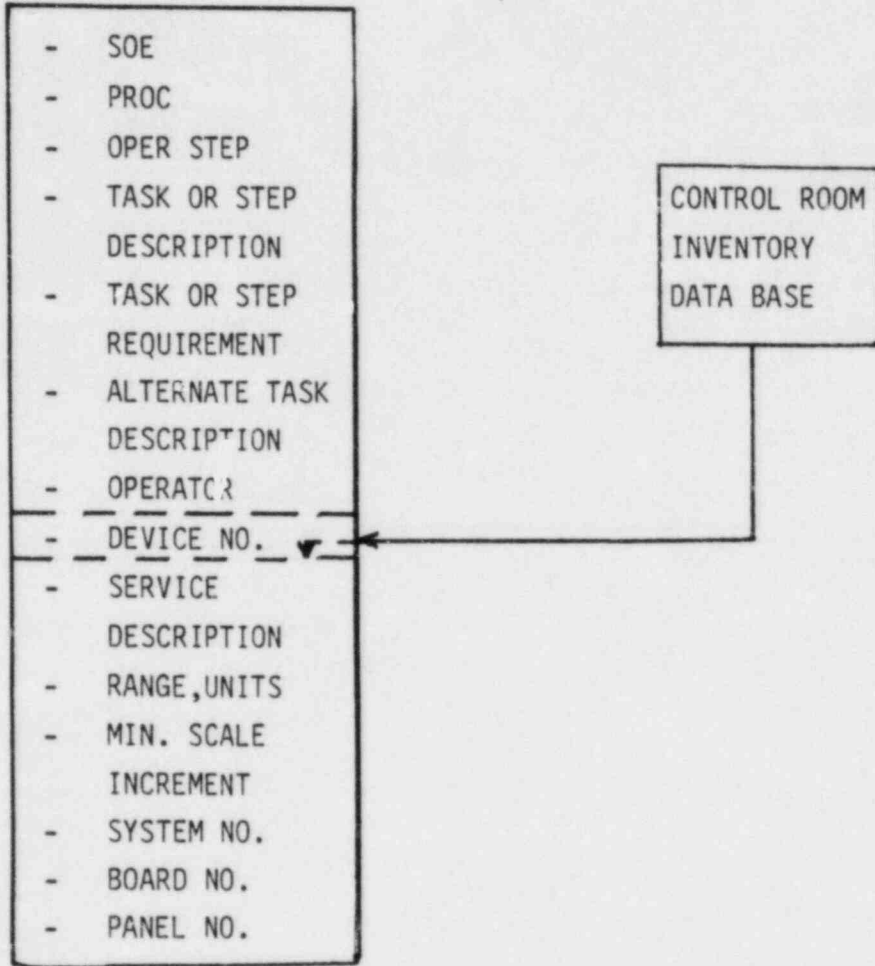 - SOE
- PROC
- OPER STEP
- TASK OR STEP
DESCRIPTION
- TASK OR STEP
REQUIREMENT
- ALTERNATE TASK
DESCRIPTION
- OPERATOR
- DEVICE NO.
- SERVICE
DESCRIPTION
- RANGE,UNITS
- MIN. SCALE
INCREMENT
- SYSTEM NO.
- BOARD NO.
- PANEL NO.
CONTROL ROOM
INVENTORY
DATA BASE